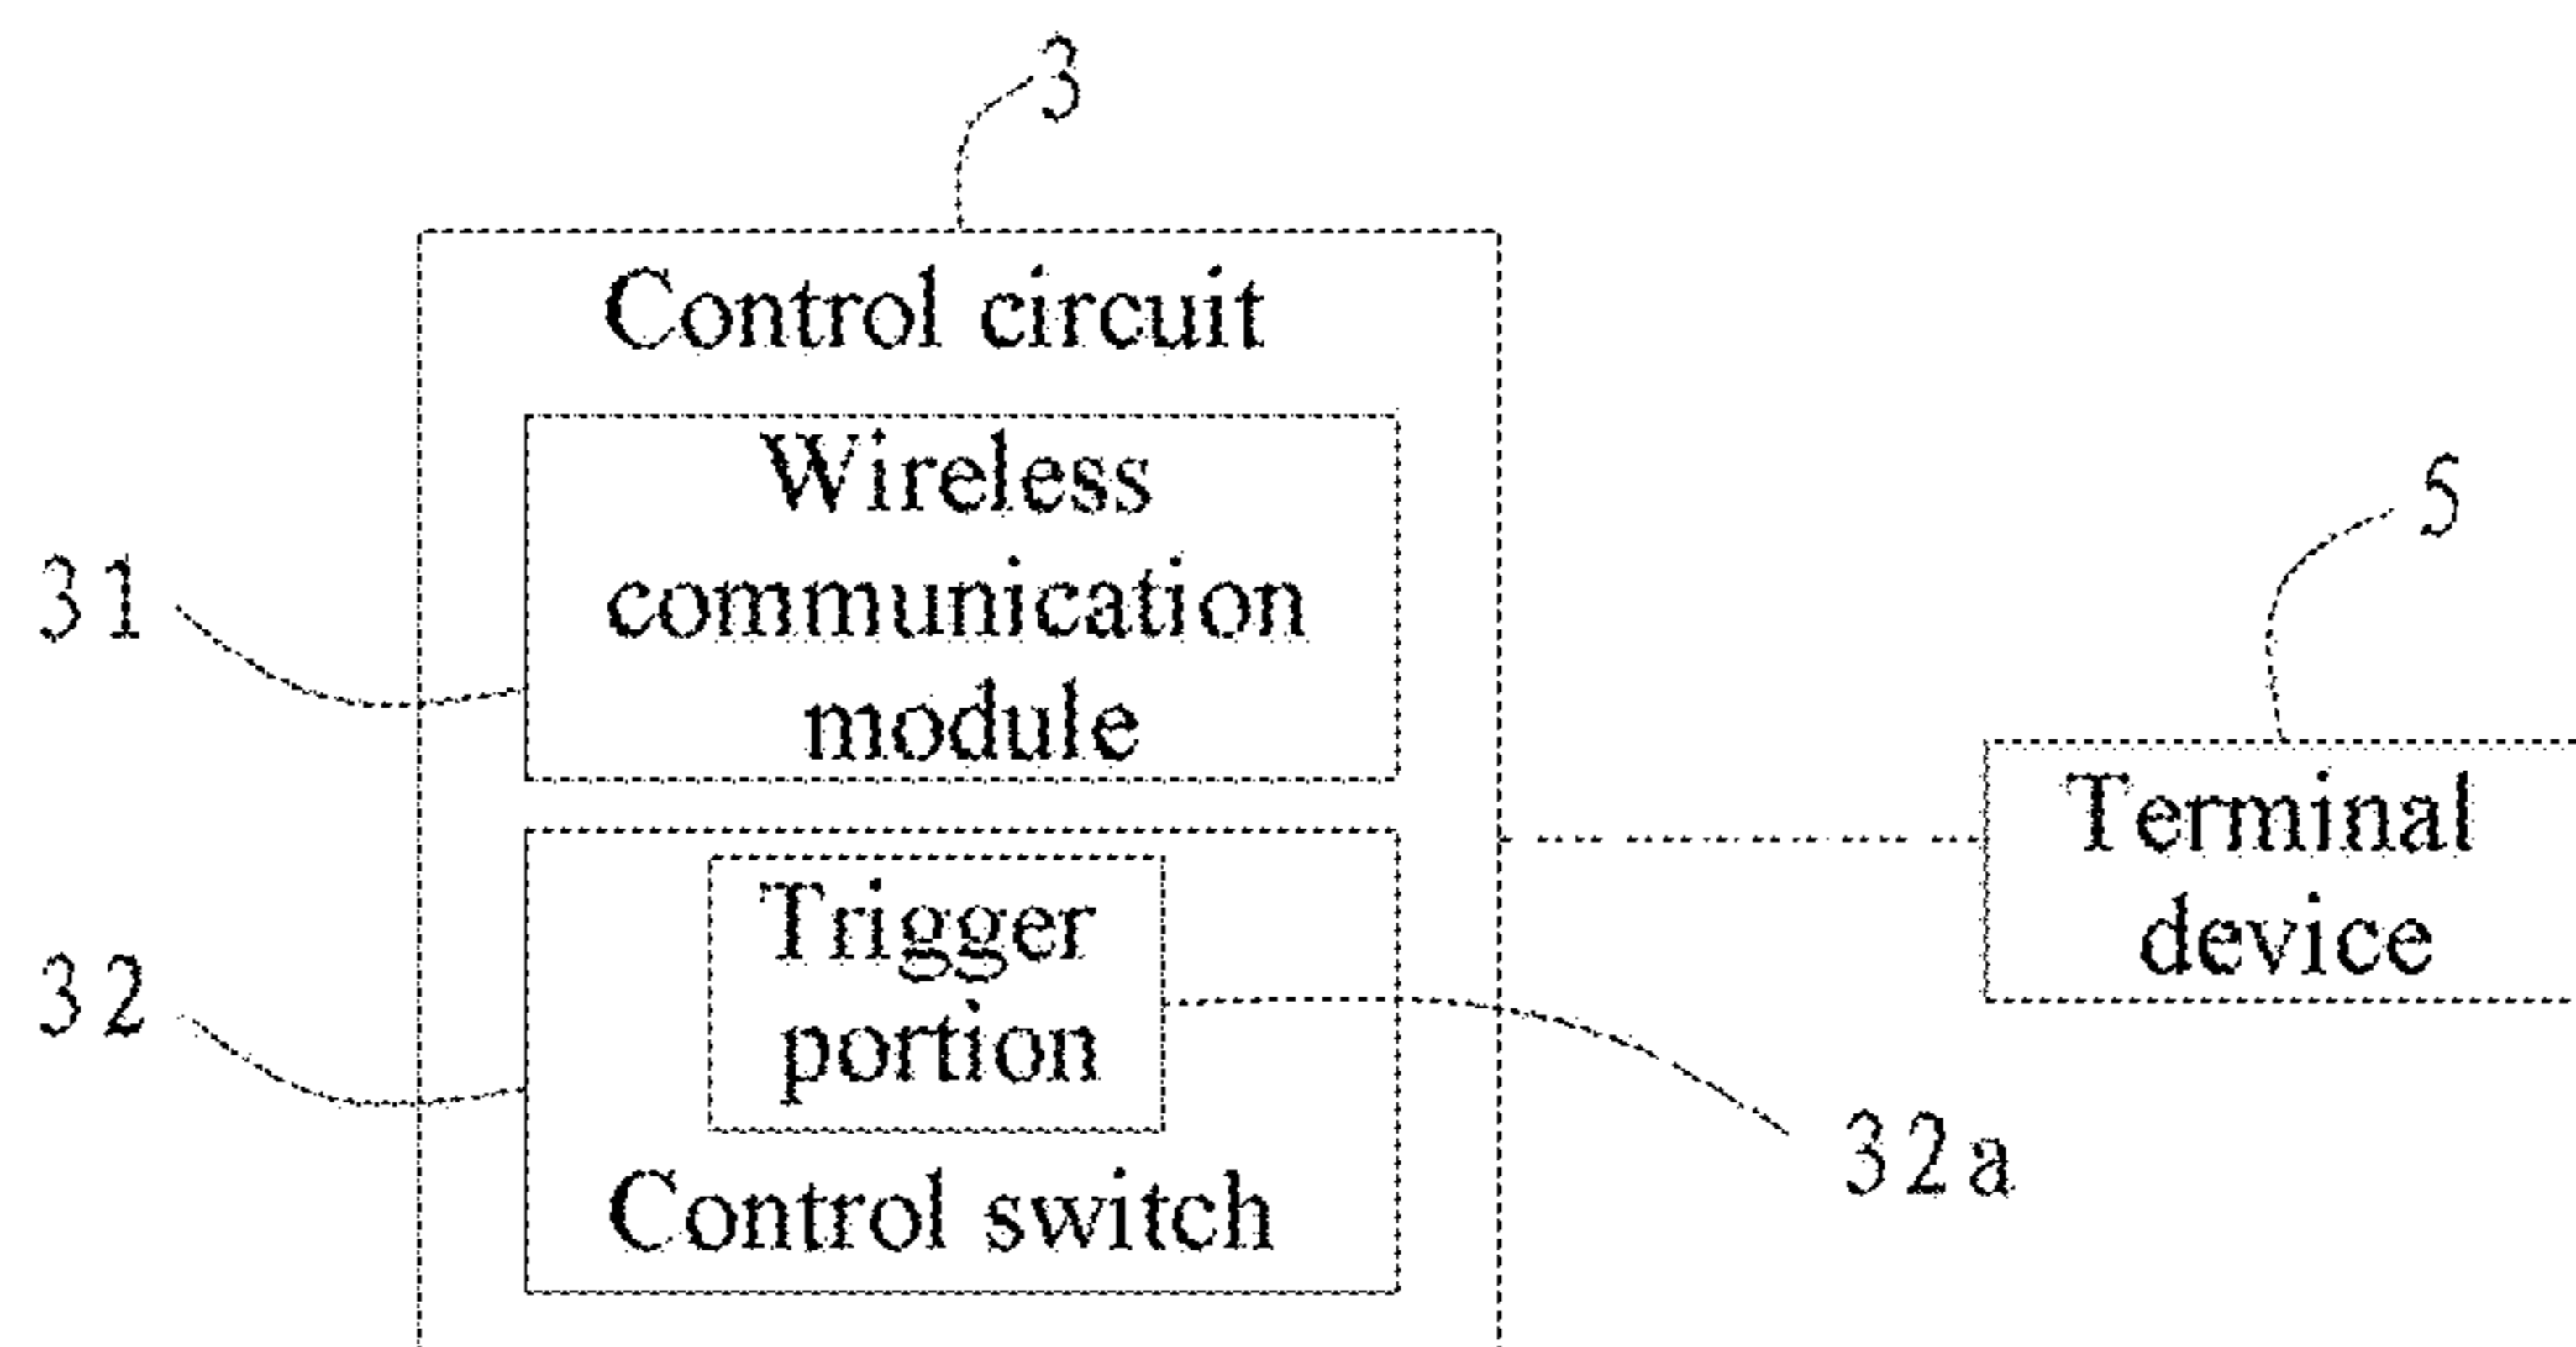 3
Control circuit
Wireless
communication
module
31
5
Terminal
device
Trigger
portion
32
32a
Control switch